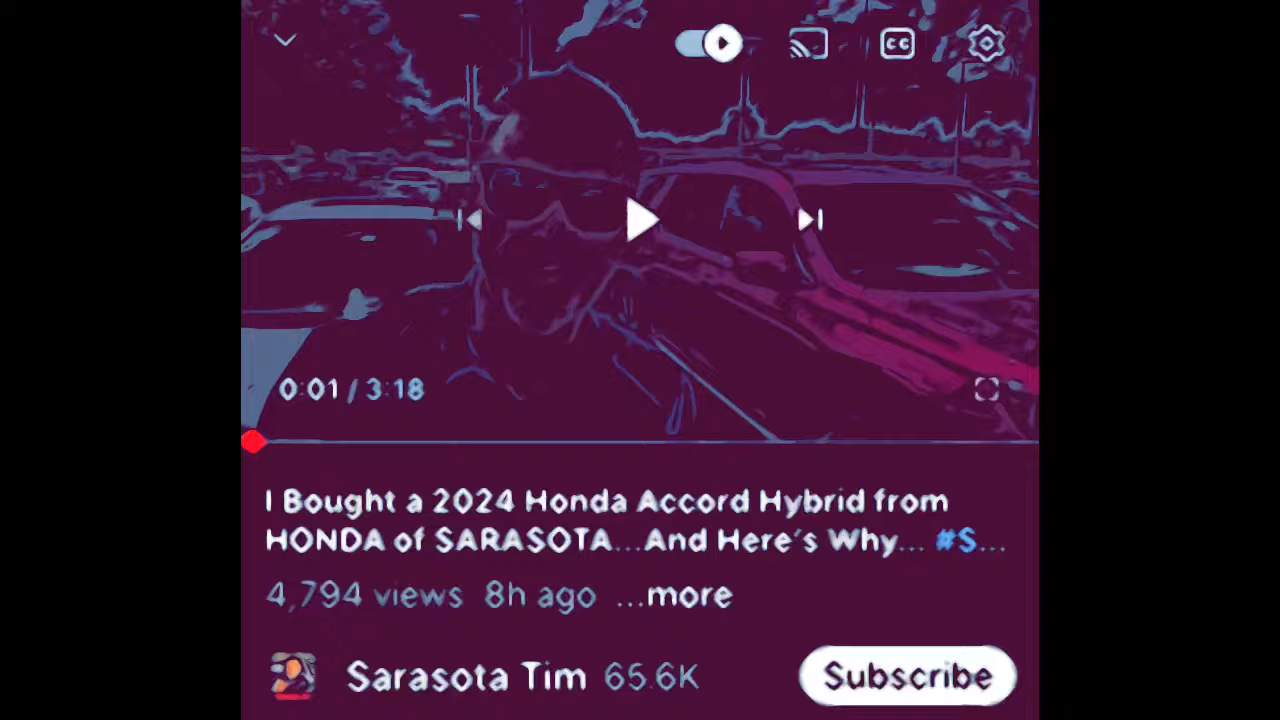 CC
0:01 / 3:18
I Bought a 2024 Honda Accord Hybrid from
HONDA of SARASOTA...And Here's Why... #S...
4,794 views 8h ago ...more
Sarasota Tim 65.6K Subscribe